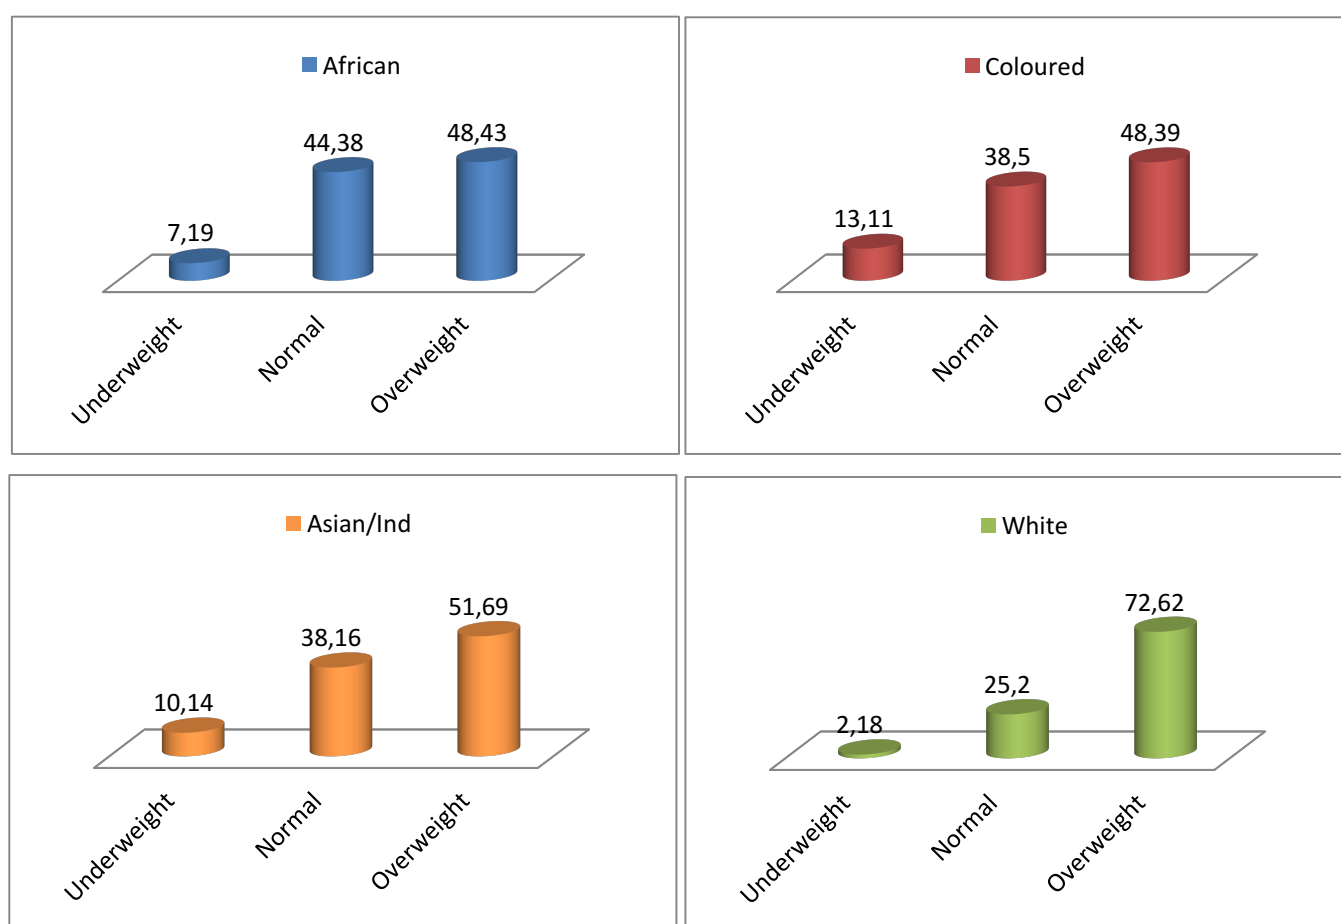 African
48,43
44,38
7,19
Underweight
Normal
Overweight
Coloured
48,39
38,5
13,11
Underweight
Normal
Overweight
Asian/Ind
51,69
38,16
10,14
Underweight
Normal
Overweight
White
72,62
25,2
2,18
Underweight
Normal
Overweight